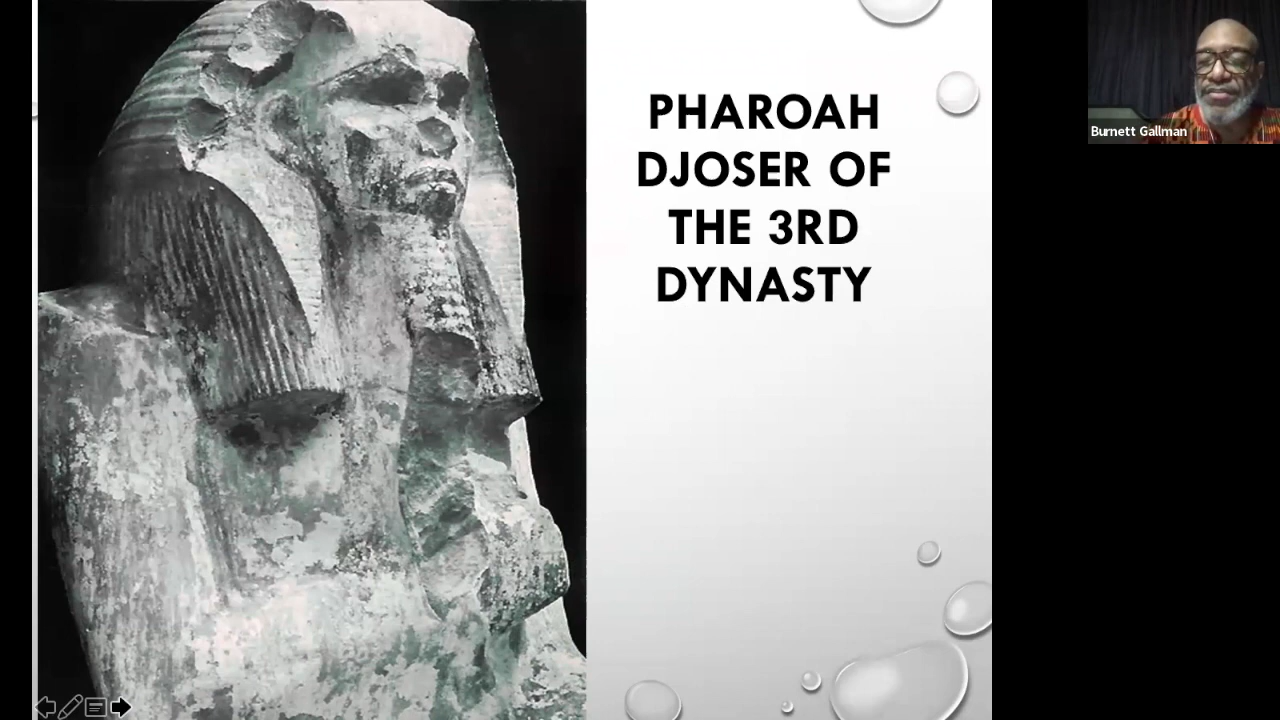 PHAROAH
DJOSER OF
THE 3RD
DYNASTY
Burnett Gallman